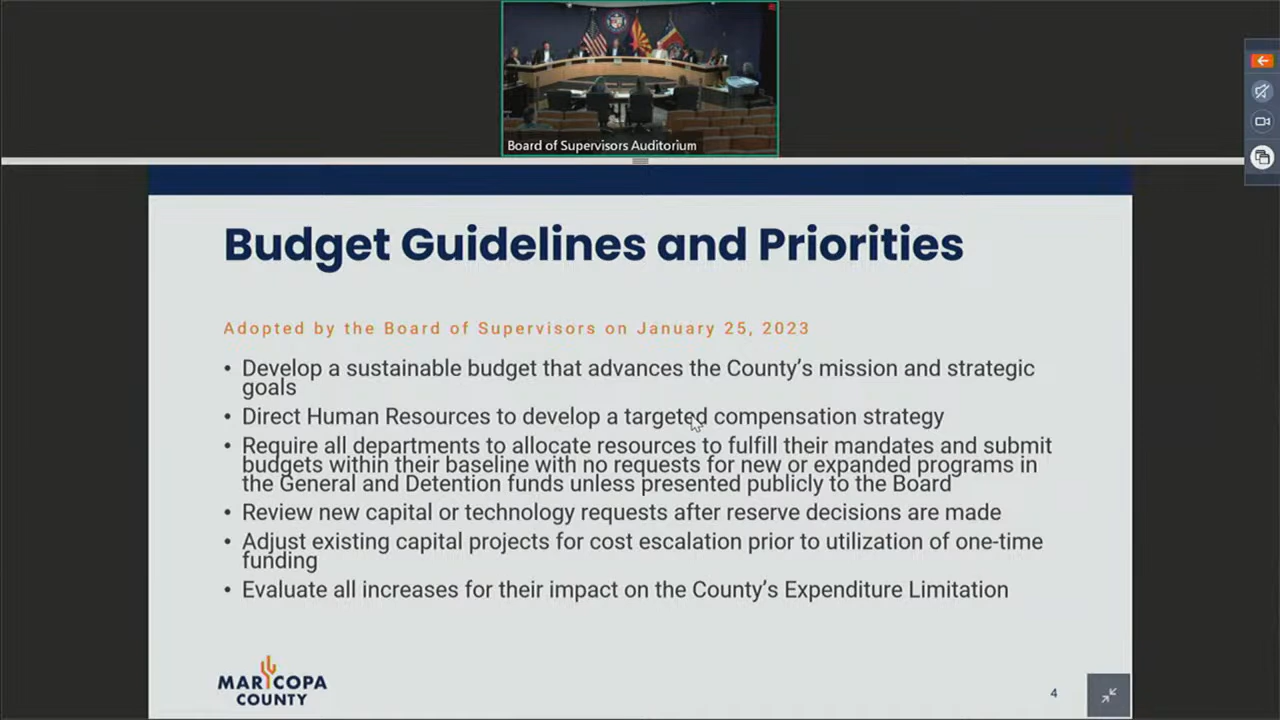 Board of Supervisors Auditorium
Budget Guidelines and Priorities
Adopted by the Board of Supervisors on January 25, 2023
• Develop a sustainable budget that advances the County's mission and strategic
goals
• Direct Human Resources to develop a targeted compensation strategy
• Require all departments to allocate resources to fulfill their mandates and submit
budgets within their baseline with no requests for new or expanded programs in
the General and Detention funds unless presented publicly to the Board
• Review new capital or technology requests after reserve decisions are made
• Adjust existing capital projects for cost escalation prior to utilization of one-time
funding
• Evaluate all increases for their impact on the County's Expenditure Limitation
MARICOPA
COUNTY
4